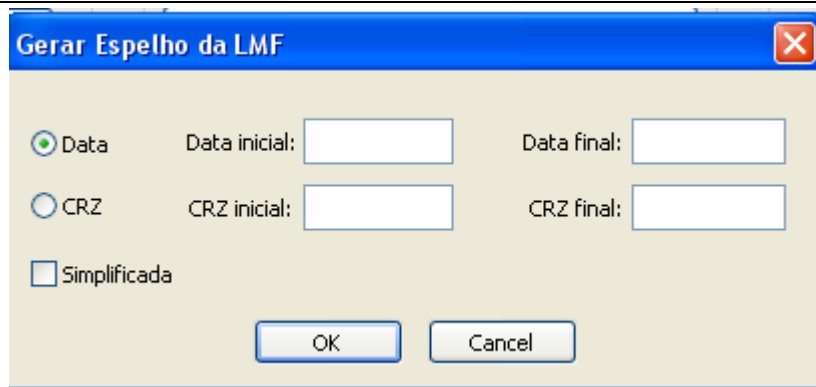 Gerar Espelho da LMF
Data Data inicial: Data final:
CRZ CRZ inicial: CRZ final:
Simplificada
OK Cancel